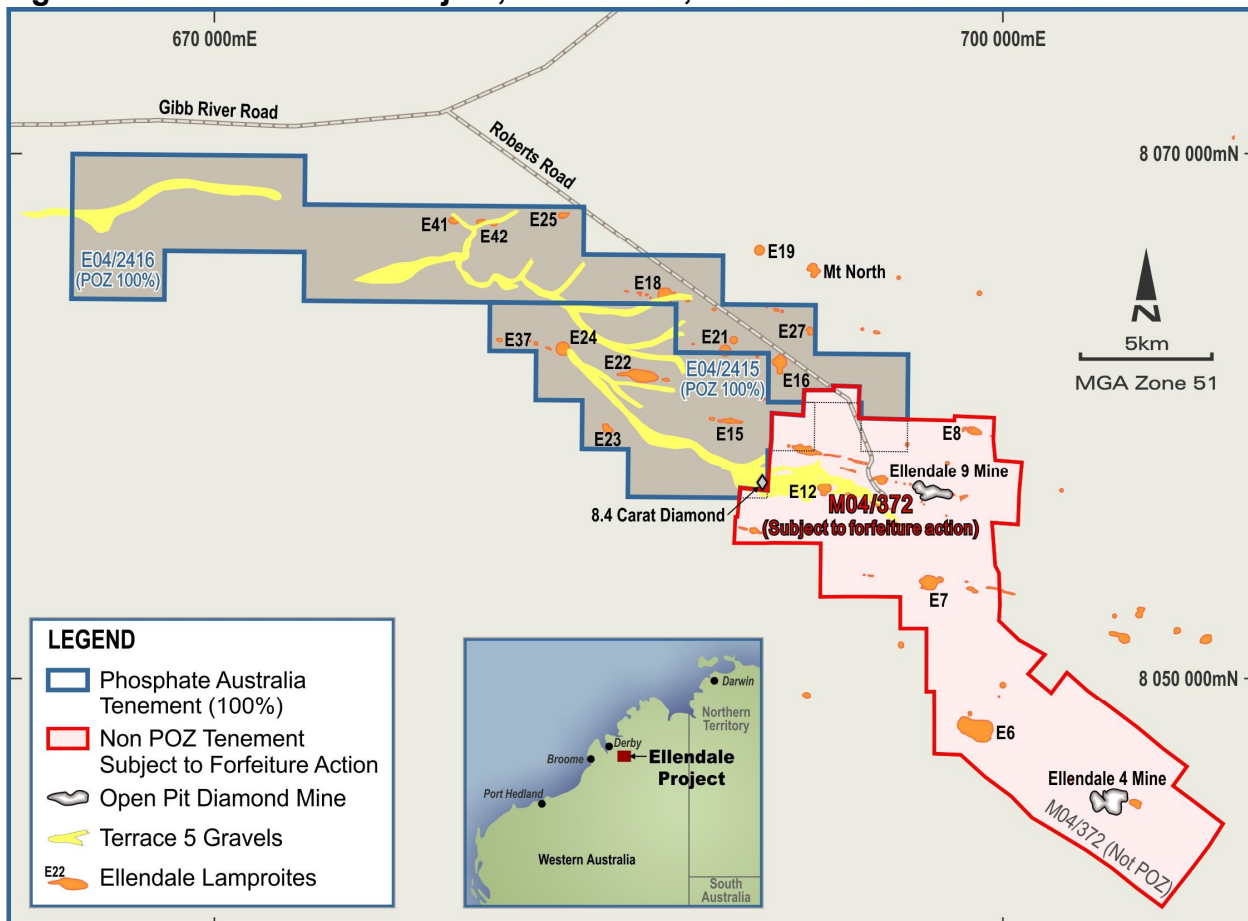 670 000mE
700 000mE
Gibb River Road
Roberts Road
8 070 000mN
E41
E42
E25
E04/2416
(POZ 100%)
E19
Mt North
E18
N
5km
MGA Zone 51
E37
E24
E21
E27
E22
E04/2415
(POZ 100%)
E16
E23
E15
E8
Ellendale 9 Mine
E12
8.4 Carat Diamond
M04/372
(Subject to forfeiture action)
E7
8 050 000mN
E6
Ellendale 4 Mine
M04/372 (Not POZ)
LEGEND
Phosphate Australia
Tenement (100%)
Non POZ Tenement
Subject to Forfeiture Action
Open Pit Diamond Mine
Terrace 5 Gravels
E22
Ellendale Lamproites
Darwin
Northern
Territory
Derby
Broome
Ellendale
Project
Port Hedland
Western Australia
South
Australia